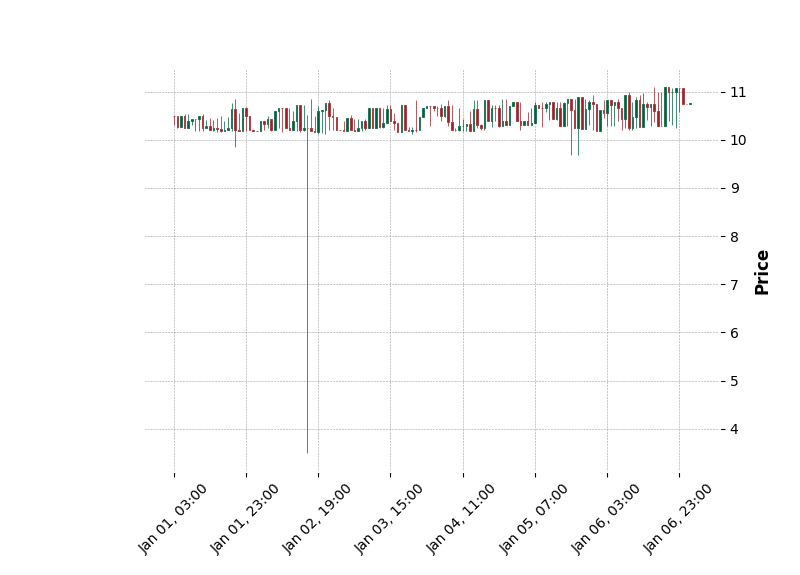 11
10
9
8
7
6
5
4
Price
Jan 01, 03:00
Jan 01, 23:00
Jan 02, 19:00
Jan 03, 15:00
Jan 04, 11:00
Jan 05, 07:00
Jan 06, 03:00
Jan 06, 23:00